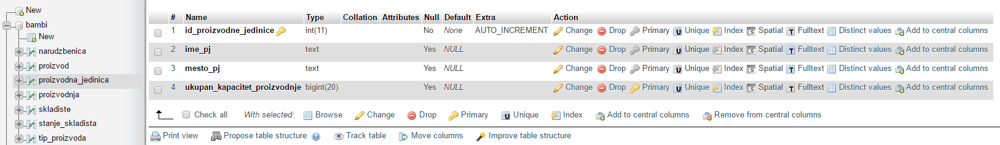 New
bambi
New
narudzbenica
proizvod
proizvodna_jedinica
proizvodnja
skladiste
stanje_skladista
tip_proizvoda
# Name Type Collation Attributes Null Default Extra Action
1 id_proizvodne_jedinice int(11) No None AUTO_INCREMENT Change Drop Primary Unique Index Spatial Fulltext Distinct values Add to central columns
2 ime_pj text Yes NULL Change Drop Primary Unique Index Spatial Fulltext Distinct values Add to central columns
3 mesto_pj text Yes NULL Change Drop Primary Unique Index Spatial Fulltext Distinct values Add to central columns
4 ukupan_kapacitet_proizvodnje bigint(20) Yes NULL Change Drop Primary Unique Index Spatial Fulltext Distinct values Add to central columns
Check all With selected: Browse Change Drop Primary Unique Index Add to central columns Remove from central columns
Print view Propose table structure Track table Move columns Improve table structure